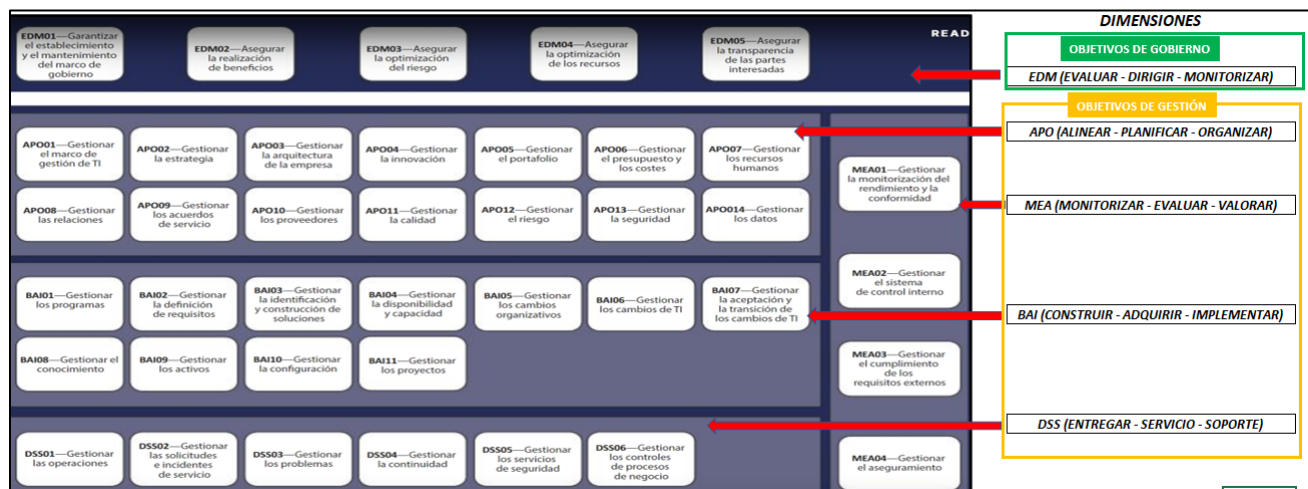 EDM01—Garantizar
el establecimiento
y el mantenimiento
del marco de
gobierno
EDM02—Asegurar
la realización
de beneficios
EDM03—Asegurar
la optimización
del riesgo
EDM04—Asegurar
la optimización
de los recursos
EDM05—Asegurar
la transparencia
de las partes
interesadas
READ
DIMENSIONES
OBJETIVOS DE GOBIERNO
EDM (EVALUAR - DIRIGIR - MONITORIZAR)
OBJETIVOS DE GESTIÓN
APO (ALINEAR - PLANIFICAR - ORGANIZAR)
APO01—Gestionar
el marco de
gestión de TI
APO02—Gestionar
la estrategia
APO03—Gestionar
la arquitectura
de la empresa
APO04—Gestionar
la innovación
APO05—Gestionar
el portafolio
APO06—Gestionar
el presupuesto y
los costes
APO07—Gestionar
los recursos
humanos
MEA01—Gestionar
la monitorización del
rendimiento y la
conformidad
APO08—Gestionar
las relaciones
APO09—Gestionar
los acuerdos
de servicio
APO10—Gestionar
los proveedores
APO11—Gestionar
la calidad
APO12—Gestionar
el riesgo
APO13—Gestionar
la seguridad
APO014—Gestionar
los datos
MEA (MONITORIZAR - EVALUAR - VALORAR)
MEA02—Gestionar
el sistema
de control interno
BAI01—Gestionar
los programas
BAI02—Gestionar
la definición
de requisitos
BAI03—Gestionar
la identificación
y construcción de
soluciones
BAI04—Gestionar
la disponibilidad
y capacidad
BAI05—Gestionar
los cambios
organizativos
BAI06—Gestionar
los cambios de TI
BAI07—Gestionar
la aceptación y
la transición de
los cambios de TI
BAI (CONSTRUIR - ADQUIRIR - IMPLEMENTAR)
BAI08—Gestionar el
conocimiento
BAI09—Gestionar
los activos
BAI10—Gestionar
la configuración
BAI11—Gestionar
los proyectos
MEA03—Gestionar
el cumplimiento
de los
requisitos externos
DSS (ENTREGAR - SERVICIO - SOPORTE)
DSS01—Gestionar
las operaciones
DSS02—Gestionar
las solicitudes
e incidentes
de servicio
DSS03—Gestionar
los problemas
DSS04—Gestionar
la continuidad
DSS05—Gestionar
los servicios
de seguridad
DSS06—Gestionar
los controles
de procesos
de negocio
MEA04—Gestionar
el aseguramiento